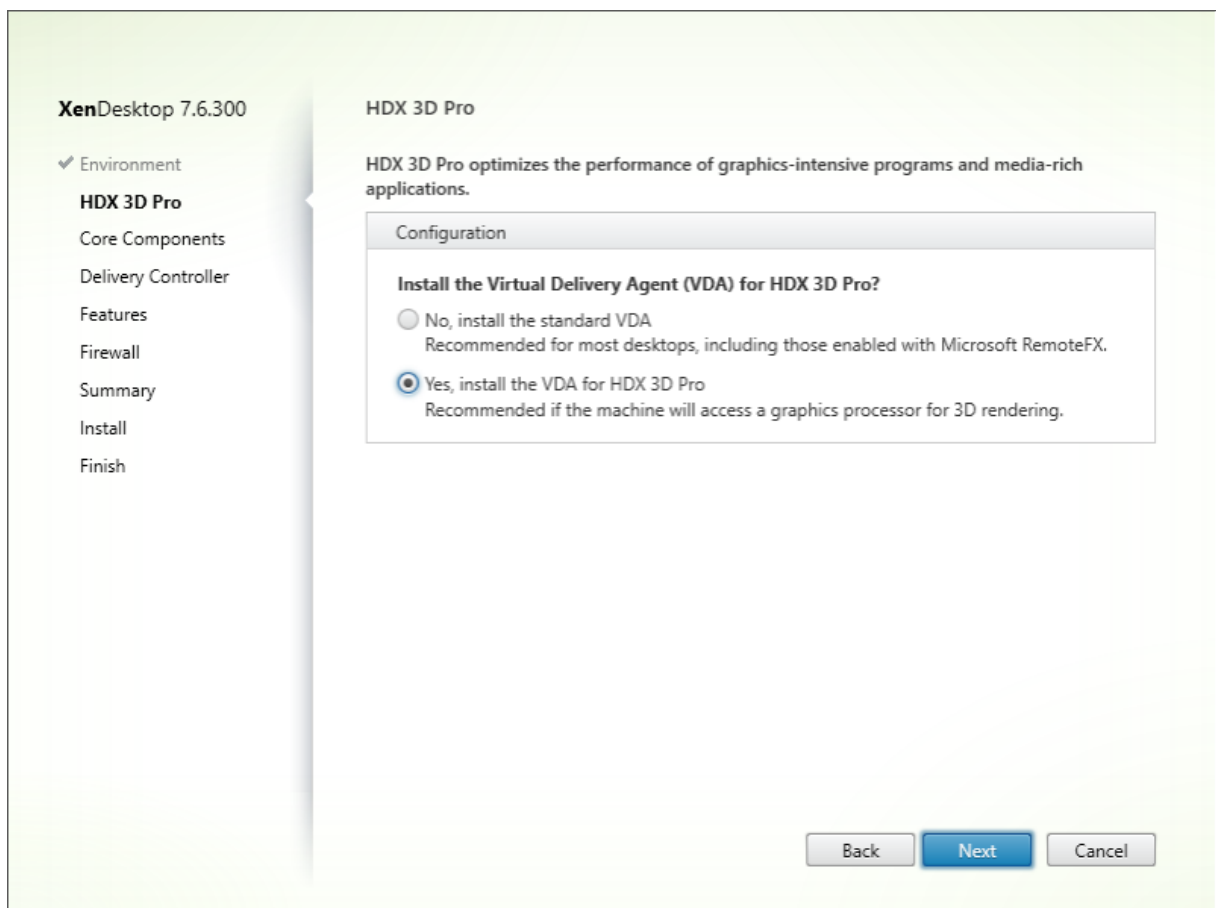 XenDesktop 7.6.300
Environment
HDX 3D Pro
Core Components
Delivery Controller
Features
Firewall
Summary
Install
Finish
HDX 3D Pro
HDX 3D Pro optimizes the performance of graphics-intensive programs and media-rich
applications.
Configuration
Install the Virtual Delivery Agent (VDA) for HDX 3D Pro?
No, install the standard VDA
Recommended for most desktops, including those enabled with Microsoft RemoteFX.
Yes, install the VDA for HDX 3D Pro
Recommended if the machine will access a graphics processor for 3D rendering.
Back Next Cancel